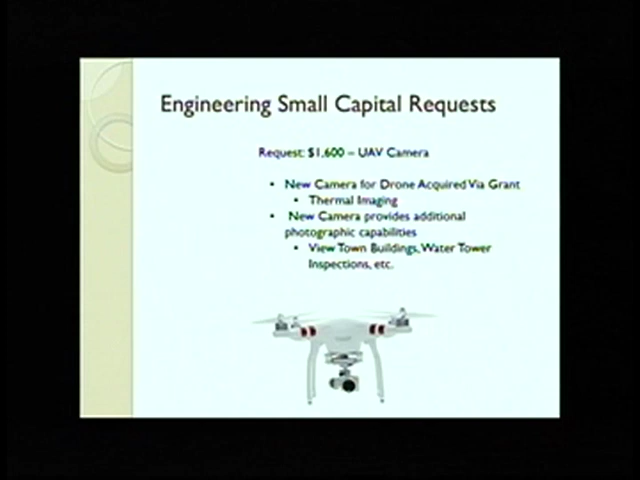 Engineering Small Capital Requests
Request: $1,600 – UAV Camera
• New Camera for Drone Acquired Via Grant
• Thermal Imaging
• New Camera provides additional
photographic capabilities
• View Town Buildings, Water Tower
Inspections, etc.